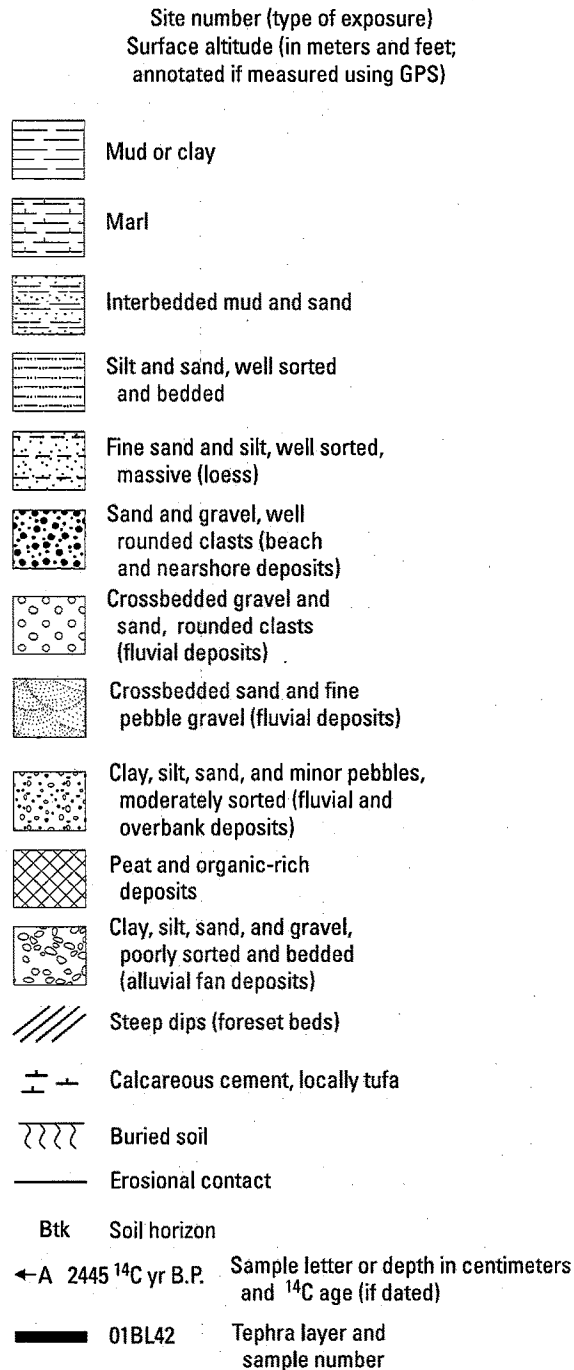 Site number (type of exposure)
Surface altitude (in meters and feet;
annotated if measured using GPS)
Mud or clay
Marl
Interbedded mud and sand
Silt and sand, well sorted
and bedded
Fine sand and silt, well sorted,
massive (loess)
Sand and gravel, well
rounded clasts (beach
and nearshore deposits)
Crossbedded gravel and
sand, rounded clasts
(fluvial deposits)
Crossbedded sand and fine
pebble gravel (fluvial deposits)
Clay, silt, sand, and minor pebbles,
moderately sorted (fluvial and
overbank deposits)
Peat and organic-rich
deposits
Clay, silt, sand, and gravel,
poorly sorted and bedded
(alluvial fan deposits)
Steep dips (foreset beds)
Calcareous cement, locally tufa
Buried soil
Erosional contact
Btk Soil horizon
←A 2445 ¹⁴C yr B.P. Sample letter or depth in centimeters
and ¹⁴C age (if dated)
01BL42 Tephra layer and
sample number